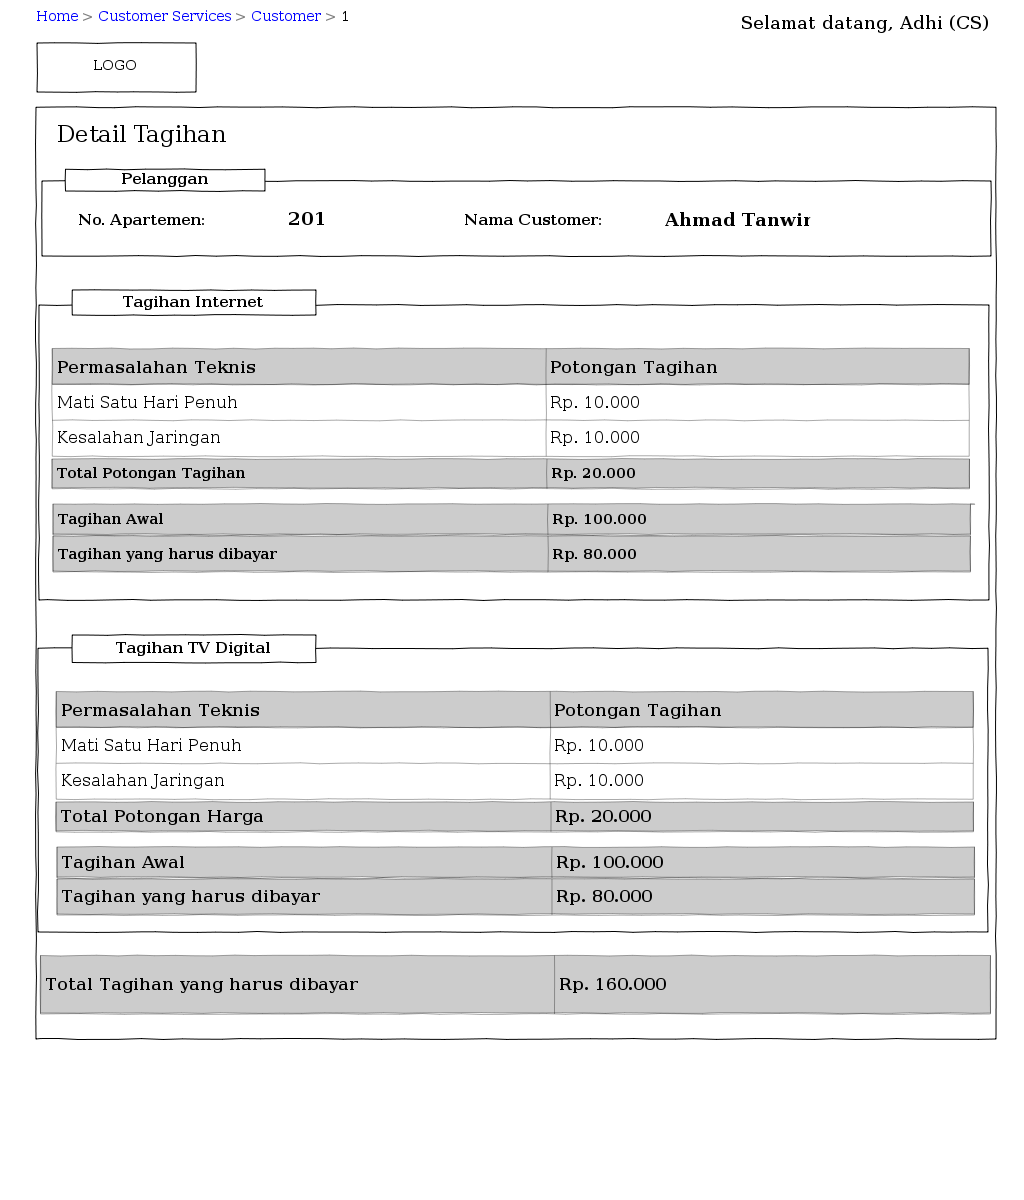 Home > Customer Services > Customer > 1
Selamat datang, Adhi (CS)
LOGO
Detail Tagihan
Pelanggan
No. Apartemen: 201 Nama Customer: Ahmad Tanwir
Tagihan Internet
Permasalahan Teknis Potongan Tagihan
Mati Satu Hari Penuh Rp. 10.000
Kesalahan Jaringan Rp. 10.000
Total Potongan Tagihan Rp. 20.000
Tagihan Awal Rp. 100.000
Tagihan yang harus dibayar Rp. 80.000
Tagihan TV Digital
Permasalahan Teknis Potongan Tagihan
Mati Satu Hari Penuh Rp. 10.000
Kesalahan Jaringan Rp. 10.000
Total Potongan Harga Rp. 20.000
Tagihan Awal Rp. 100.000
Tagihan yang harus dibayar Rp. 80.000
Total Tagihan yang harus dibayar Rp. 160.000